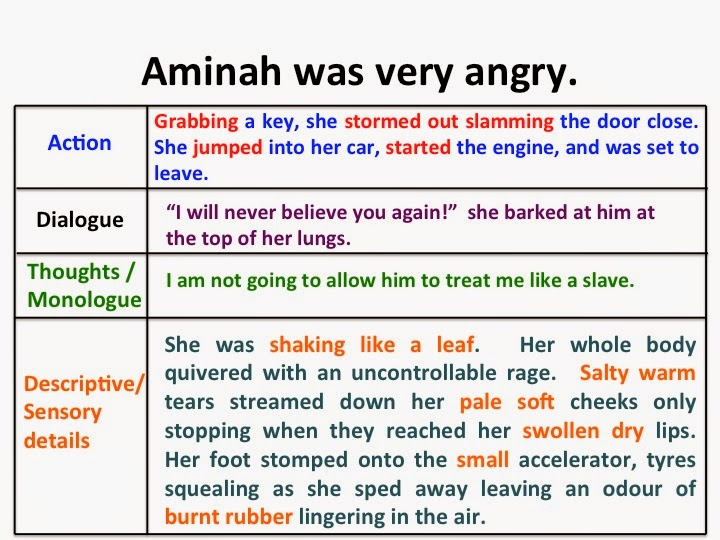 Aminah was very angry.
Action
Grabbing a key, she stormed out slamming the door close.
She jumped into her car, started the engine, and was set to
leave.
Dialogue
“I will never believe you again!” she barked at him at
the top of her lungs.
Thoughts /
Monologue
I am not going to allow him to treat me like a slave.
Descriptive/
Sensory
details
She was shaking like a leaf. Her whole body
quivered with an uncontrollable rage. Salty warm
tears streamed down her pale soft cheeks only
stopping when they reached her swollen dry lips.
Her foot stomped onto the small accelerator, tyres
squealing as she sped away leaving an odour of
burnt rubber lingering in the air.